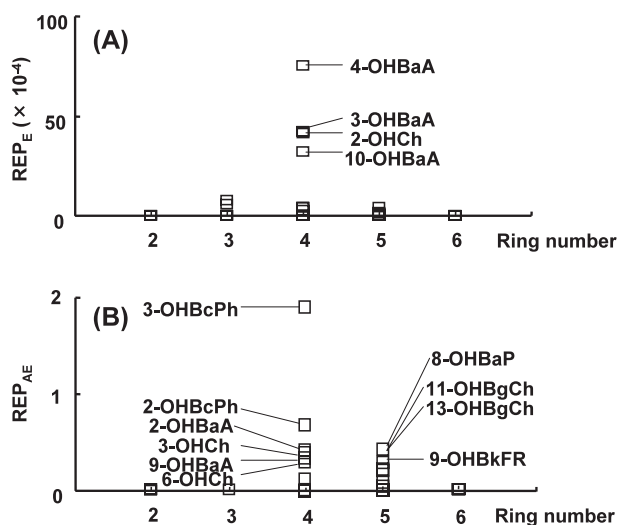 (A)
REPE (× 10-4)
100
50
0
4-OHBaA
3-OHBaA
2-OHCh
10-OHBaA
2 3 4 5 6 Ring number
(B)
REPAE
2
1
0
3-OHBcPh
2-OHBcPh
2-OHBaA
3-OHCh
9-OHBaA
6-OHCh
8-OHBaP
11-OHBgCh
13-OHBgCh
9-OHBkFR
2 3 4 5 6 Ring number